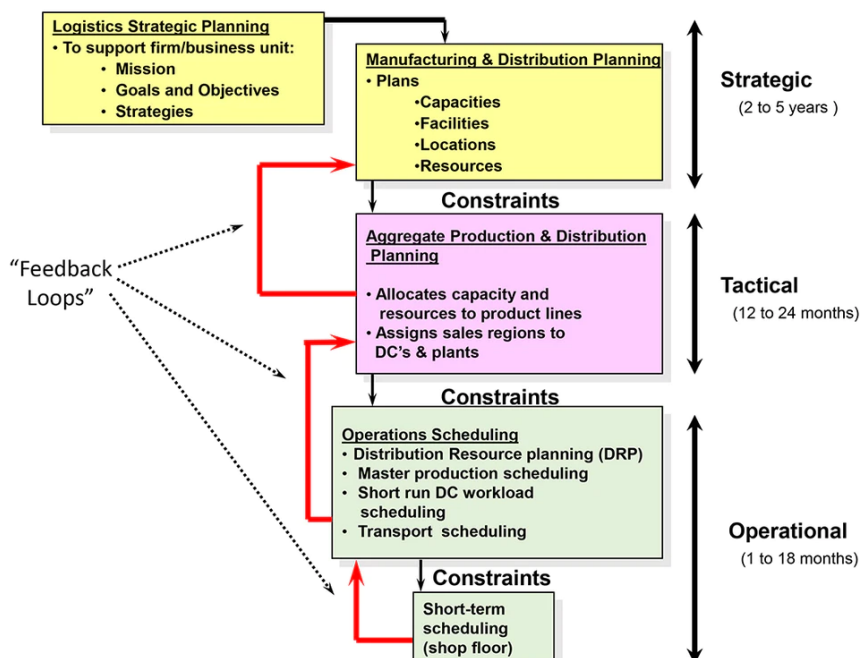 Logistics Strategic Planning
• To support firm/business unit:
• Mission
• Goals and Objectives
• Strategies
Manufacturing & Distribution Planning
• Plans
•Capacities
•Facilities
•Locations
•Resources
Strategic
(2 to 5 years )
Constraints
Aggregate Production & Distribution
Planning
• Allocates capacity and
resources to product lines
• Assigns sales regions to
DC's & plants
Tactical
(12 to 24 months)
“Feedback
Loops”
Constraints
Operations Scheduling
• Distribution Resource planning (DRP)
• Master production scheduling
• Short run DC workload
scheduling
• Transport scheduling
Operational
(1 to 18 months)
Constraints
Short-term
scheduling
(shop floor)